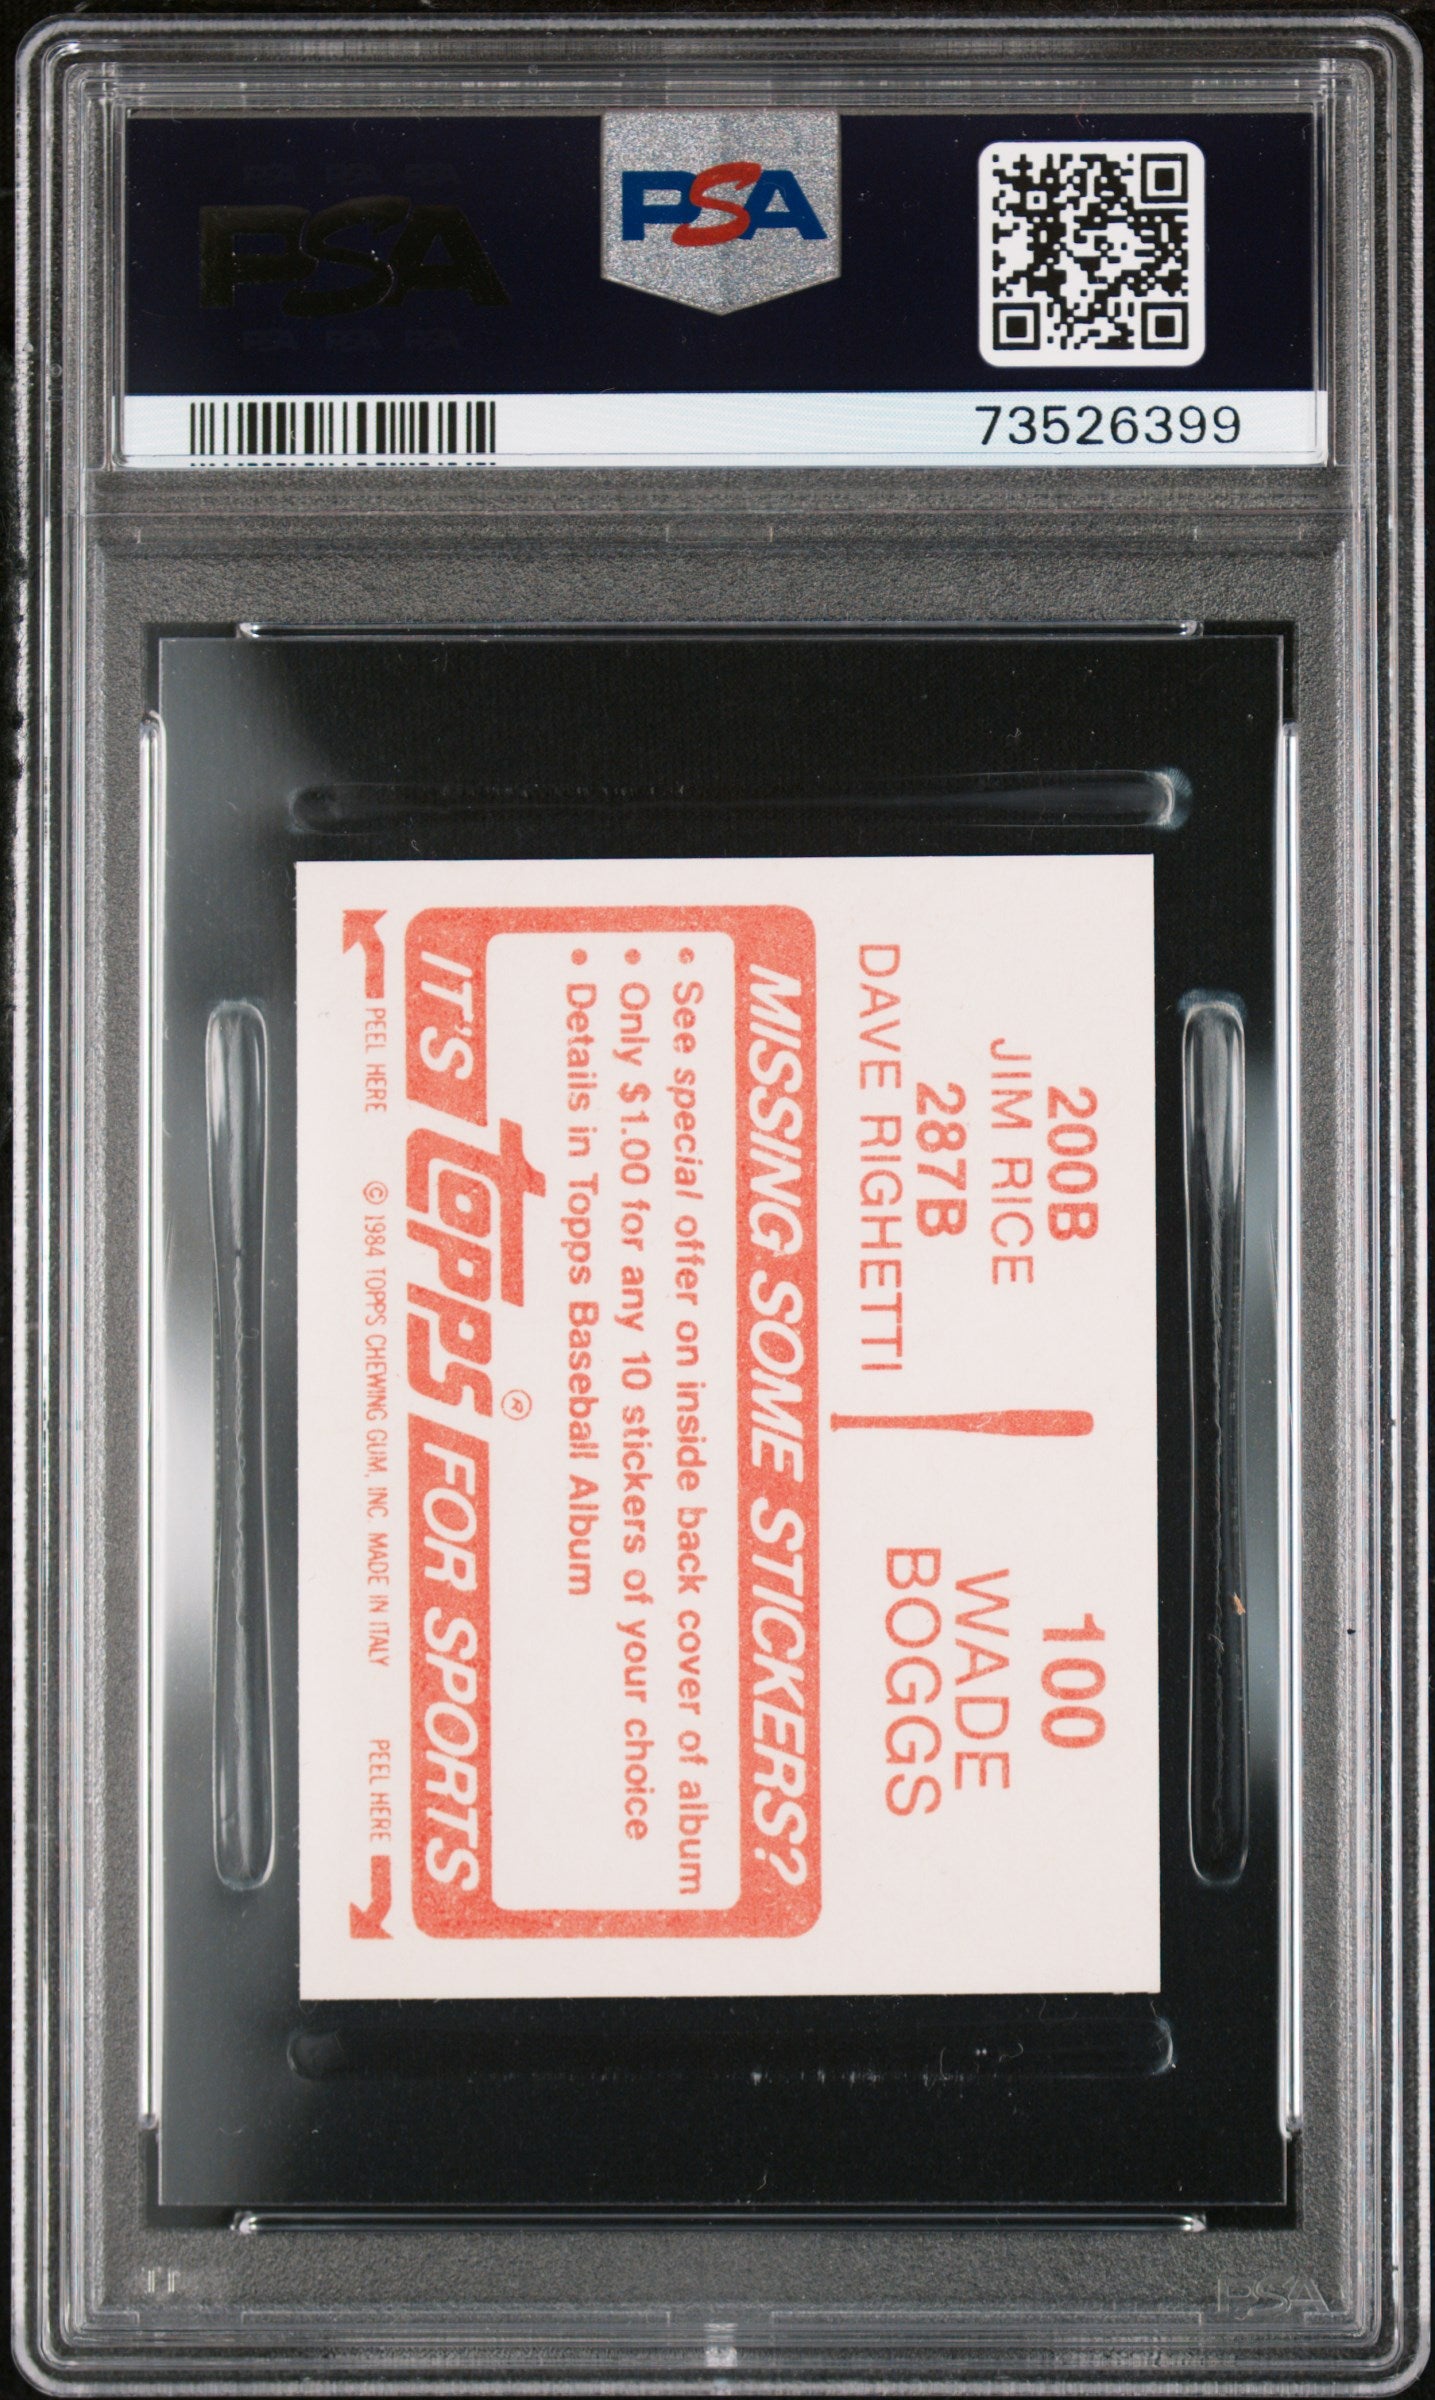 PSA
PSA
73526399
200B
JIM RICE
287B
DAVE RIGHETTI
100
WADE
BOGGS
MISSING SOME STICKERS?
• See special offer on inside back cover of album
• Only $1.00 for any 10 stickers of your choice
• Details in Topps Baseball Album
IT'S TOPPS® FOR SPORTS
PEEL HERE © 1984 TOPPS CHEWING GUM, INC. MADE IN ITALY PEEL HERE
PSA